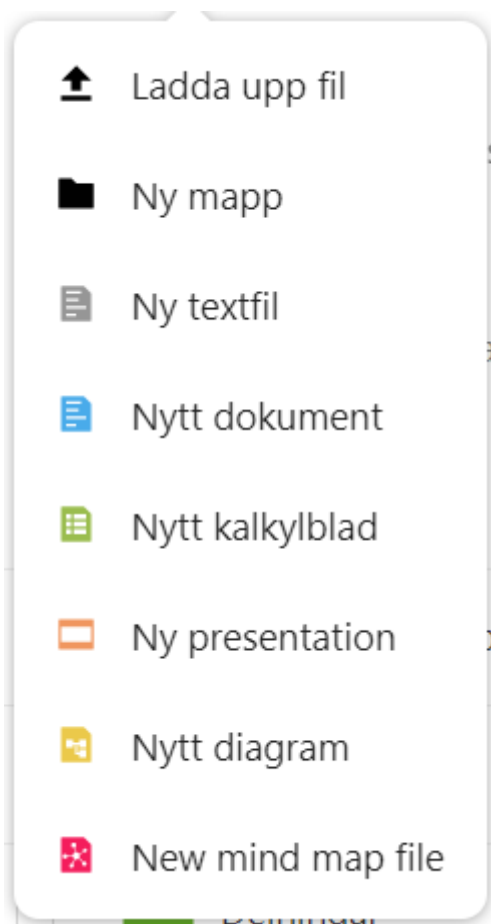 Ladda upp fil
Ny mapp
Ny textfil
Nytt dokument
Nytt kalkylblad
Ny presentation
Nytt diagram
New mind map file